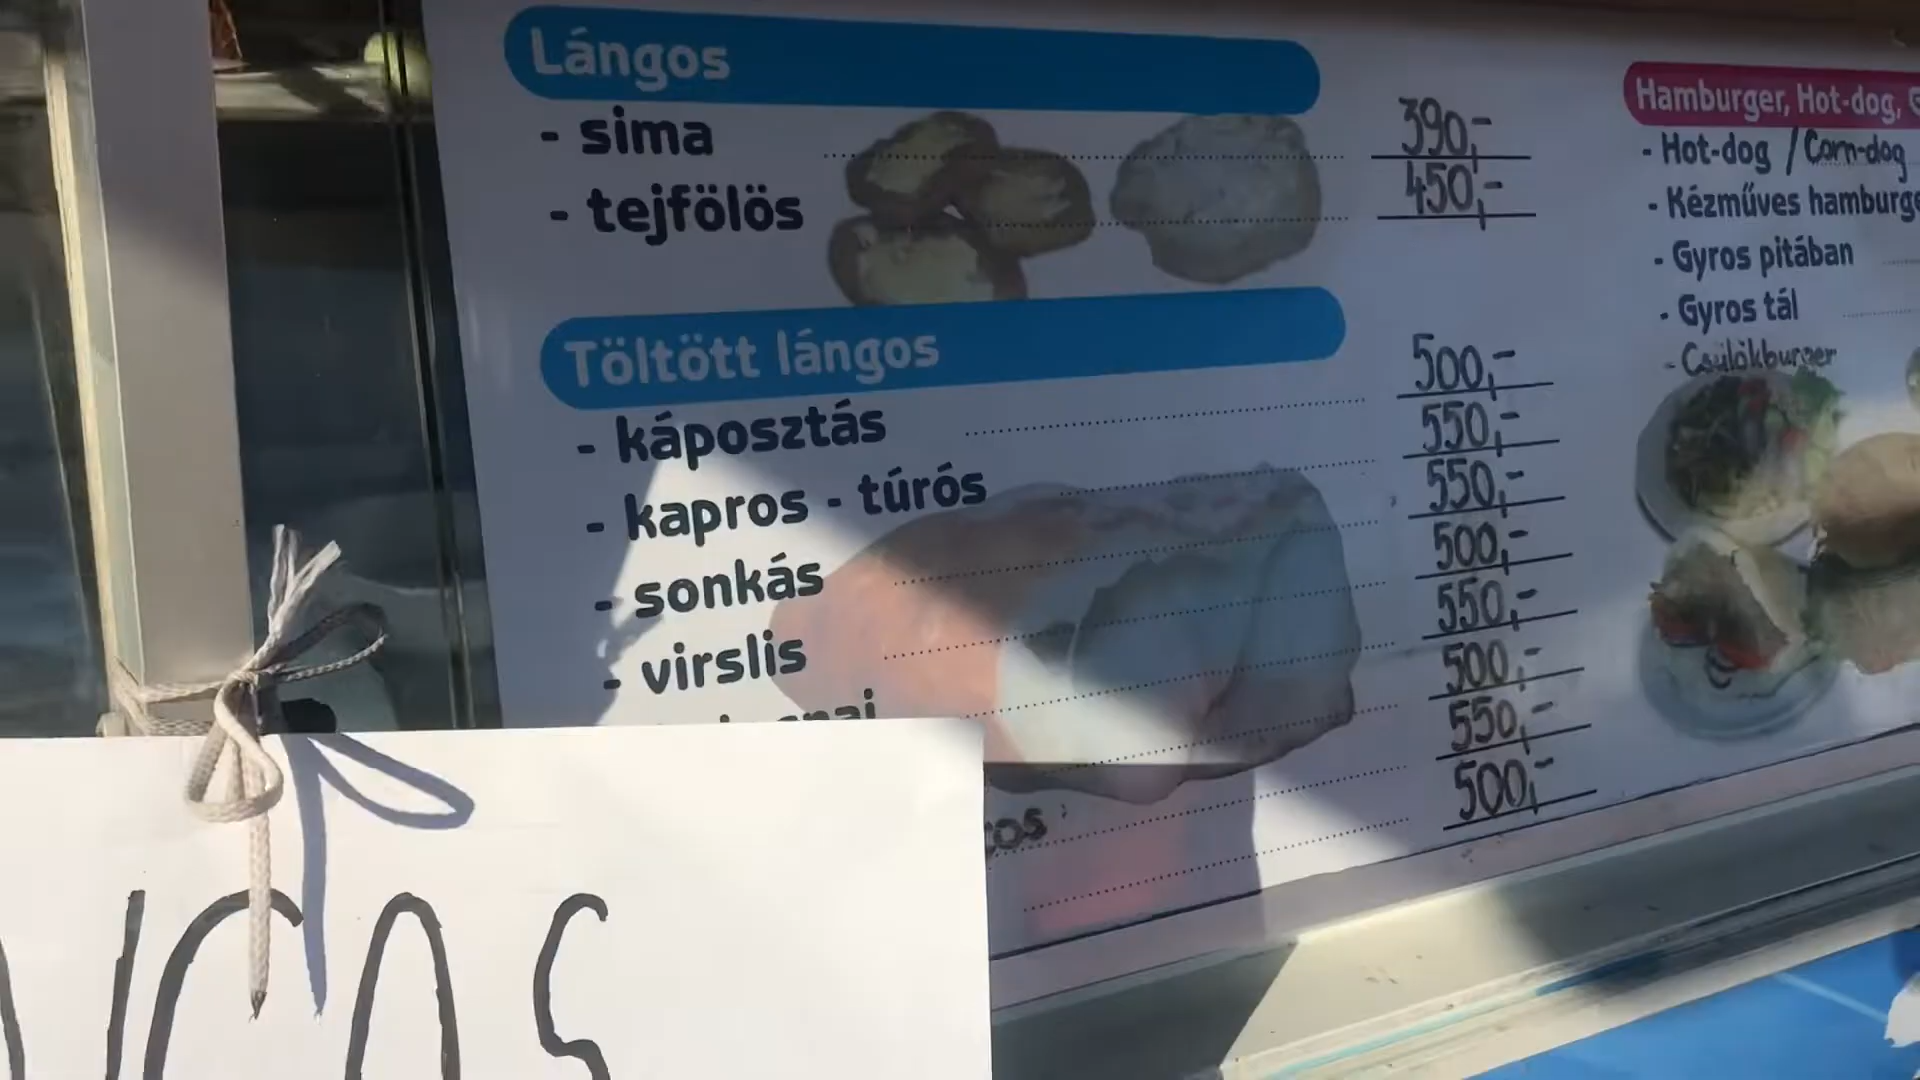 Lángos
- sima 390,-
- tejfölös 450,-
Töltött lángos
- káposztás 500,-
- kapros - túrós 550,-
- sonkás 550,-
- virslis 500,-
550,-
500,-
550,-
500,-
Hamburger, Hot-dog,
- Hot-dog / Corn-dog
- Kézműves hamburge
- Gyros pitában
- Gyros tál
- Csülökburger